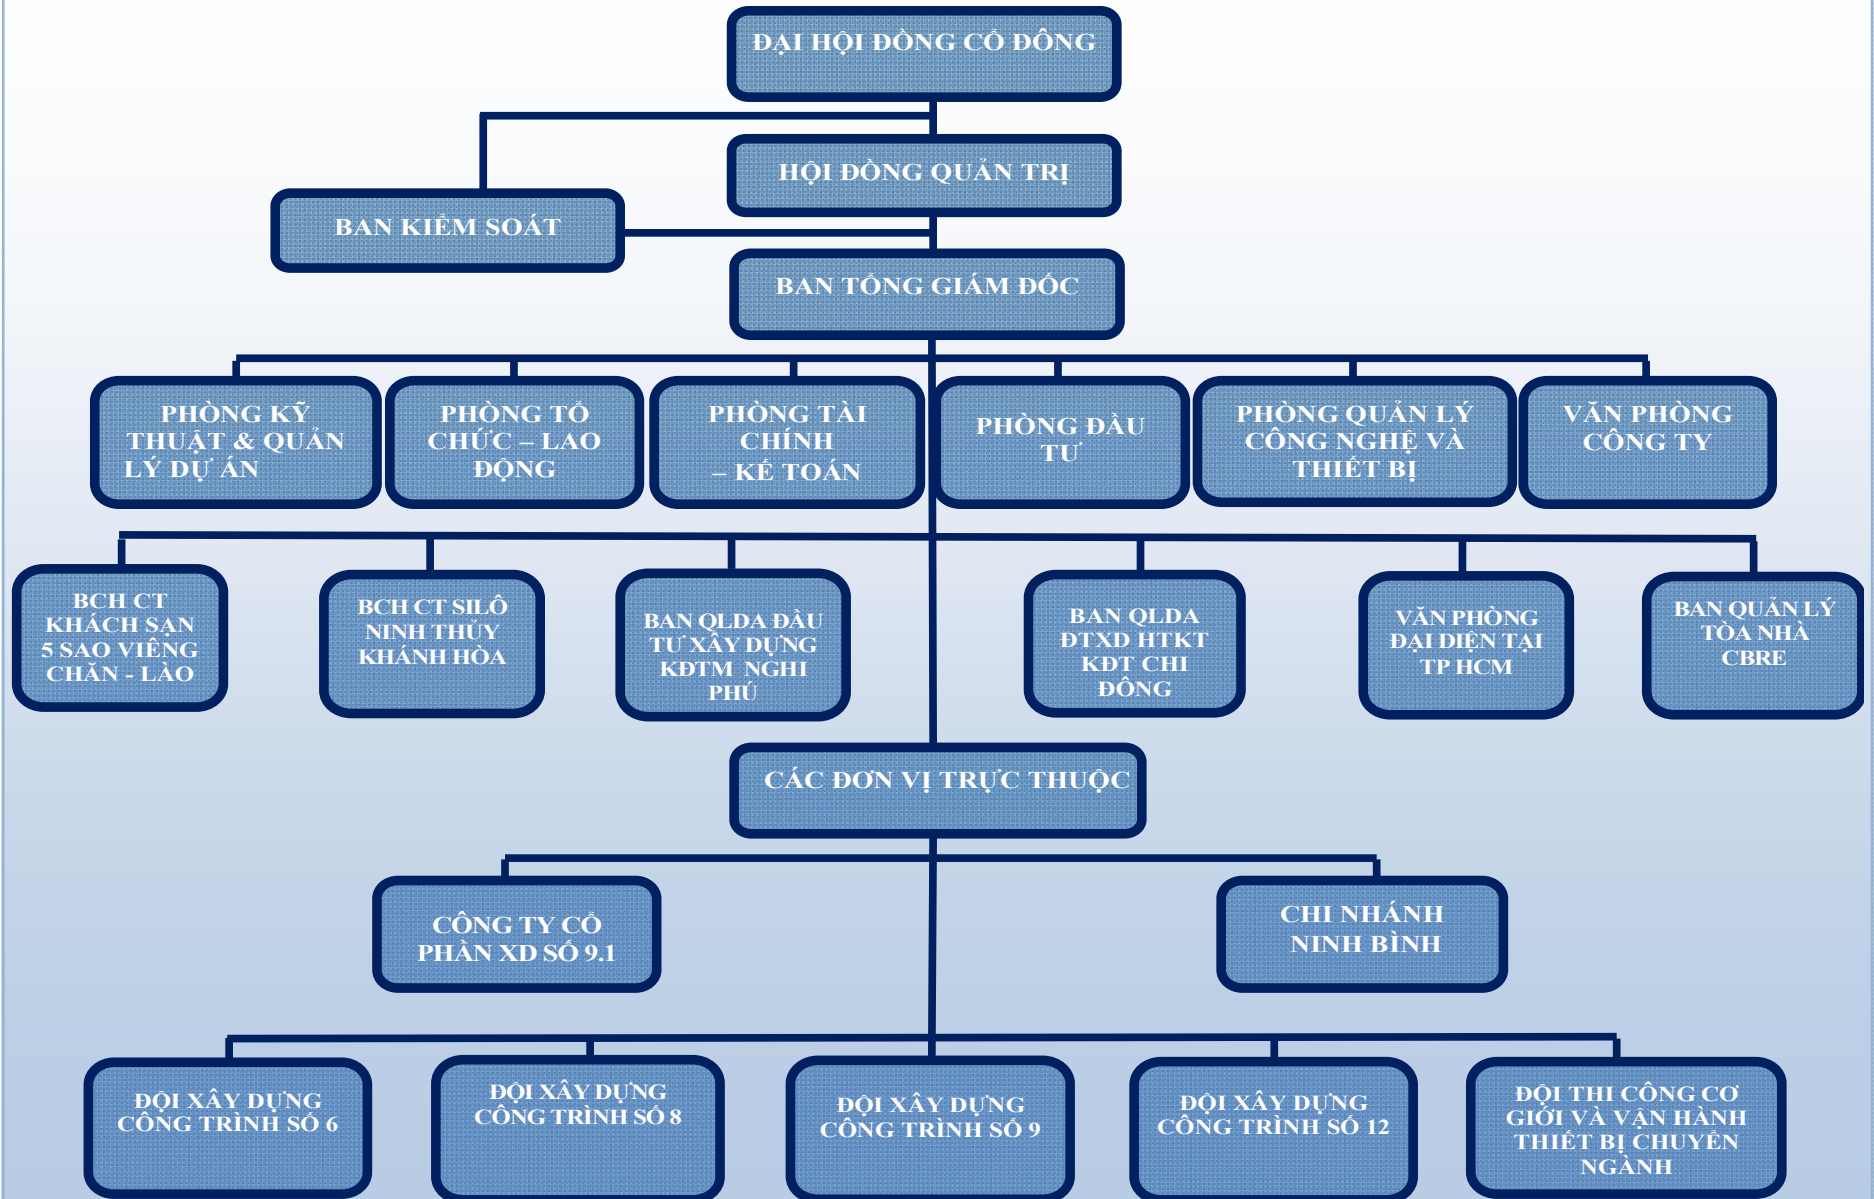 ĐẠI HỘI ĐỒNG CỔ ĐÔNG
HỘI ĐỒNG QUẢN TRỊ
BAN KIỂM SOÁT
BAN TỔNG GIÁM ĐỐC
PHÒNG KỸ
THUẬT & QUẢN
LÝ DỰ ÁN
PHÒNG TỔ
CHỨC – LAO
ĐỘNG
PHÒNG TÀI
CHÍNH
– KẾ TOÁN
PHÒNG ĐẦU
TƯ
PHÒNG QUẢN LÝ
CÔNG NGHỆ VÀ
THIẾT BỊ
VĂN PHÒNG
CÔNG TY
BCH CT
KHÁCH SẠN
5 SAO VIÊNG
CHĂN - LÀO
BCH CT SILÔ
NINH THỦY
KHÁNH HÒA
BAN QLDA ĐẦU
TƯ XÂY DỰNG
KĐTM NGHI
PHÚ
BAN QLDA
ĐTXD HTKT
KĐT CHI
ĐÔNG
VĂN PHÒNG
ĐẠI DIỆN TẠI
TP HCM
BAN QUẢN LÝ
TÒA NHÀ
CBRE
CÁC ĐƠN VỊ TRỰC THUỘC
CÔNG TY CỔ
PHẦN XD SỐ 9.1
CHI NHÁNH
NINH BÌNH
ĐỘI XÂY DỰNG
CÔNG TRÌNH SỐ 6
ĐỘI XÂY DỰNG
CÔNG TRÌNH SỐ 8
ĐỘI XÂY DỰNG
CÔNG TRÌNH SỐ 9
ĐỘI XÂY DỰNG
CÔNG TRÌNH SỐ 12
ĐỘI THI CÔNG CƠ
GIỚI VÀ VẬN HÀNH
THIẾT BỊ CHUYỂN
NGÀNH